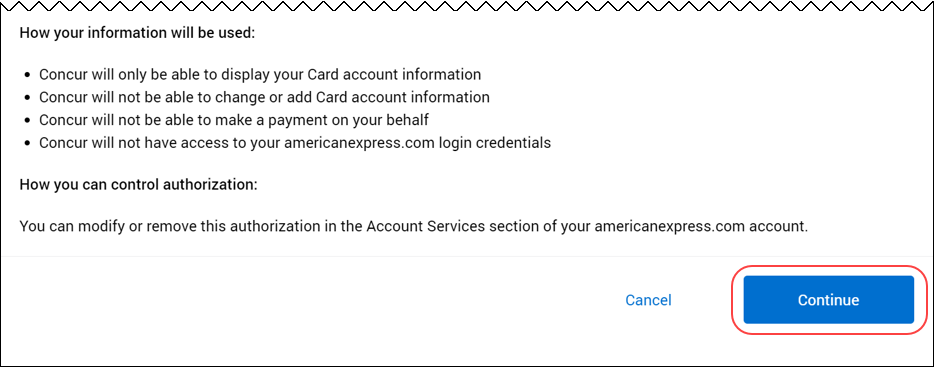 How your information will be used:
• Concur will only be able to display your Card account information
• Concur will not be able to change or add Card account information
• Concur will not be able to make a payment on your behalf
• Concur will not have access to your americanexpress.com login credentials
How you can control authorization:
You can modify or remove this authorization in the Account Services section of your americanexpress.com account.
Cancel Continue